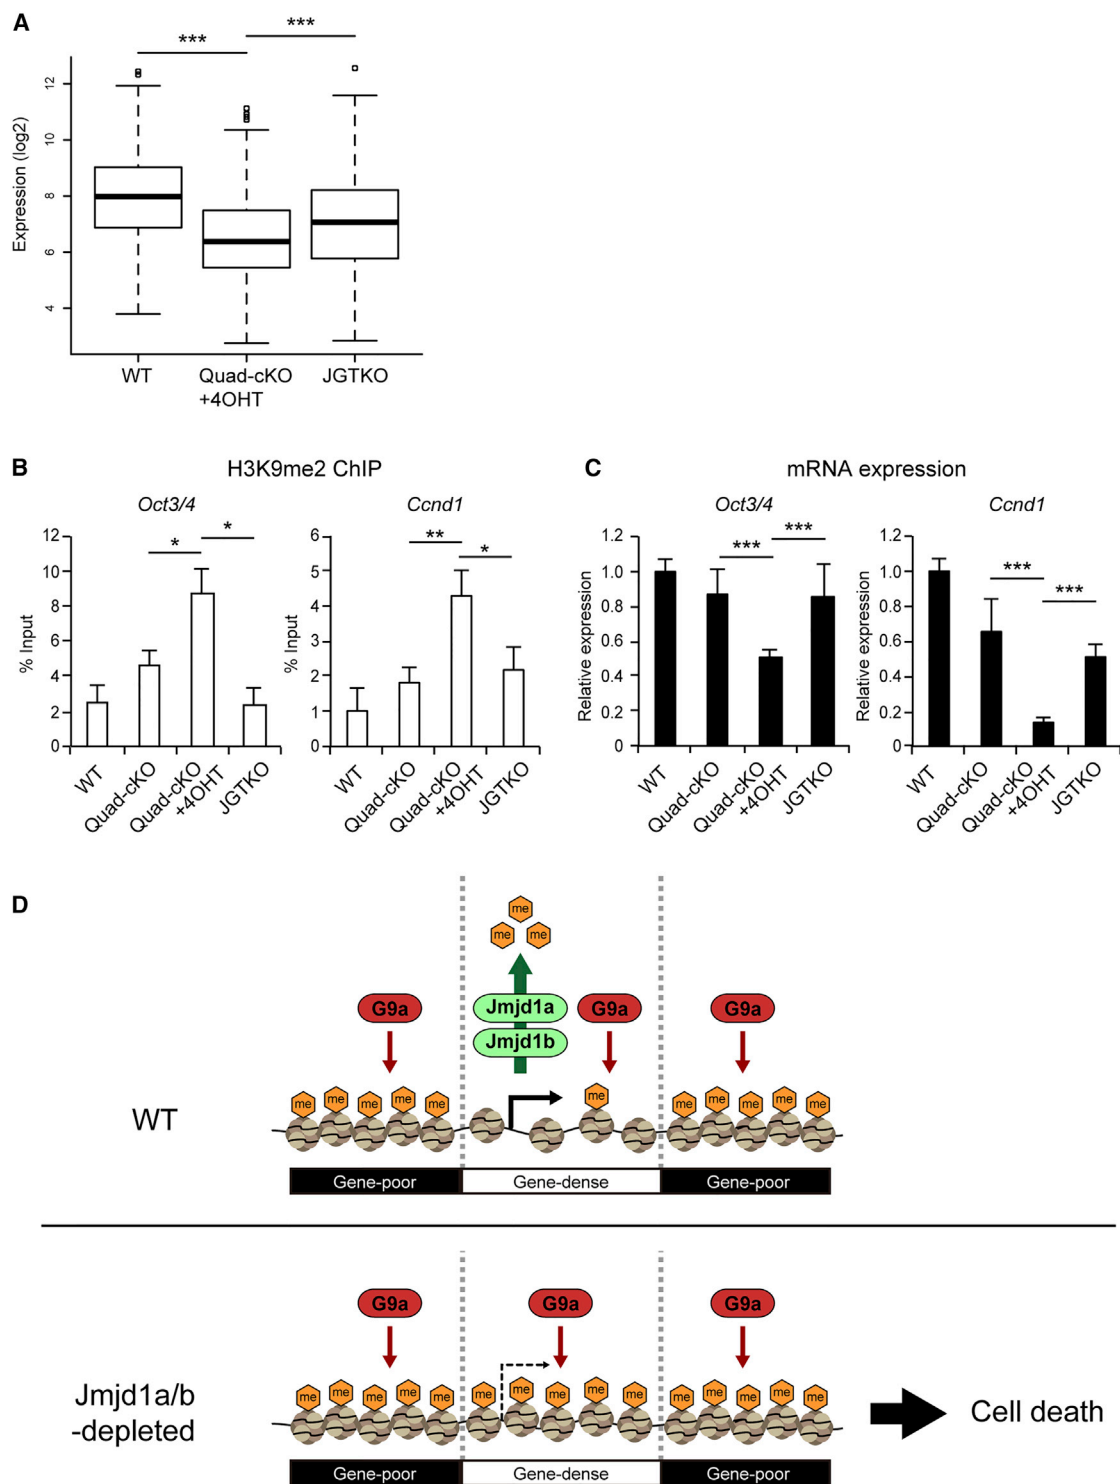 A
***
***
Expression (log2)
12
10
8
6
4
WT
Quad-cKO
+4OHT
JGTKO
B
H3K9me2 ChIP
Oct3/4
% Input
12
10
8
6
4
2
0
*
*
WT
Quad-cKO
Quad-cKO
+4OHT
JGTKO
Ccnd1
% Input
6
5
4
3
2
1
0
**
*
WT
Quad-cKO
Quad-cKO
+4OHT
JGTKO
C
mRNA expression
Oct3/4
Relative expression
1.2
1.0
0.8
0.6
0.4
0.2
0
***
***
WT
Quad-cKO
Quad-cKO
+4OHT
JGTKO
Ccnd1
Relative expression
1.2
1.0
0.8
0.6
0.4
0.2
0
***
***
WT
Quad-cKO
Quad-cKO
+4OHT
JGTKO
D
me
me me
G9a
Jmjd1a
G9a
G9a
Jmjd1b
me me me me me
me
me me me me me
WT
Gene-poor
Gene-dense
Gene-poor
G9a
G9a
G9a
me me me me me
me me me me me
me me me me me
Jmjd1a/b
-depleted
Cell death
Gene-poor
Gene-dense
Gene-poor